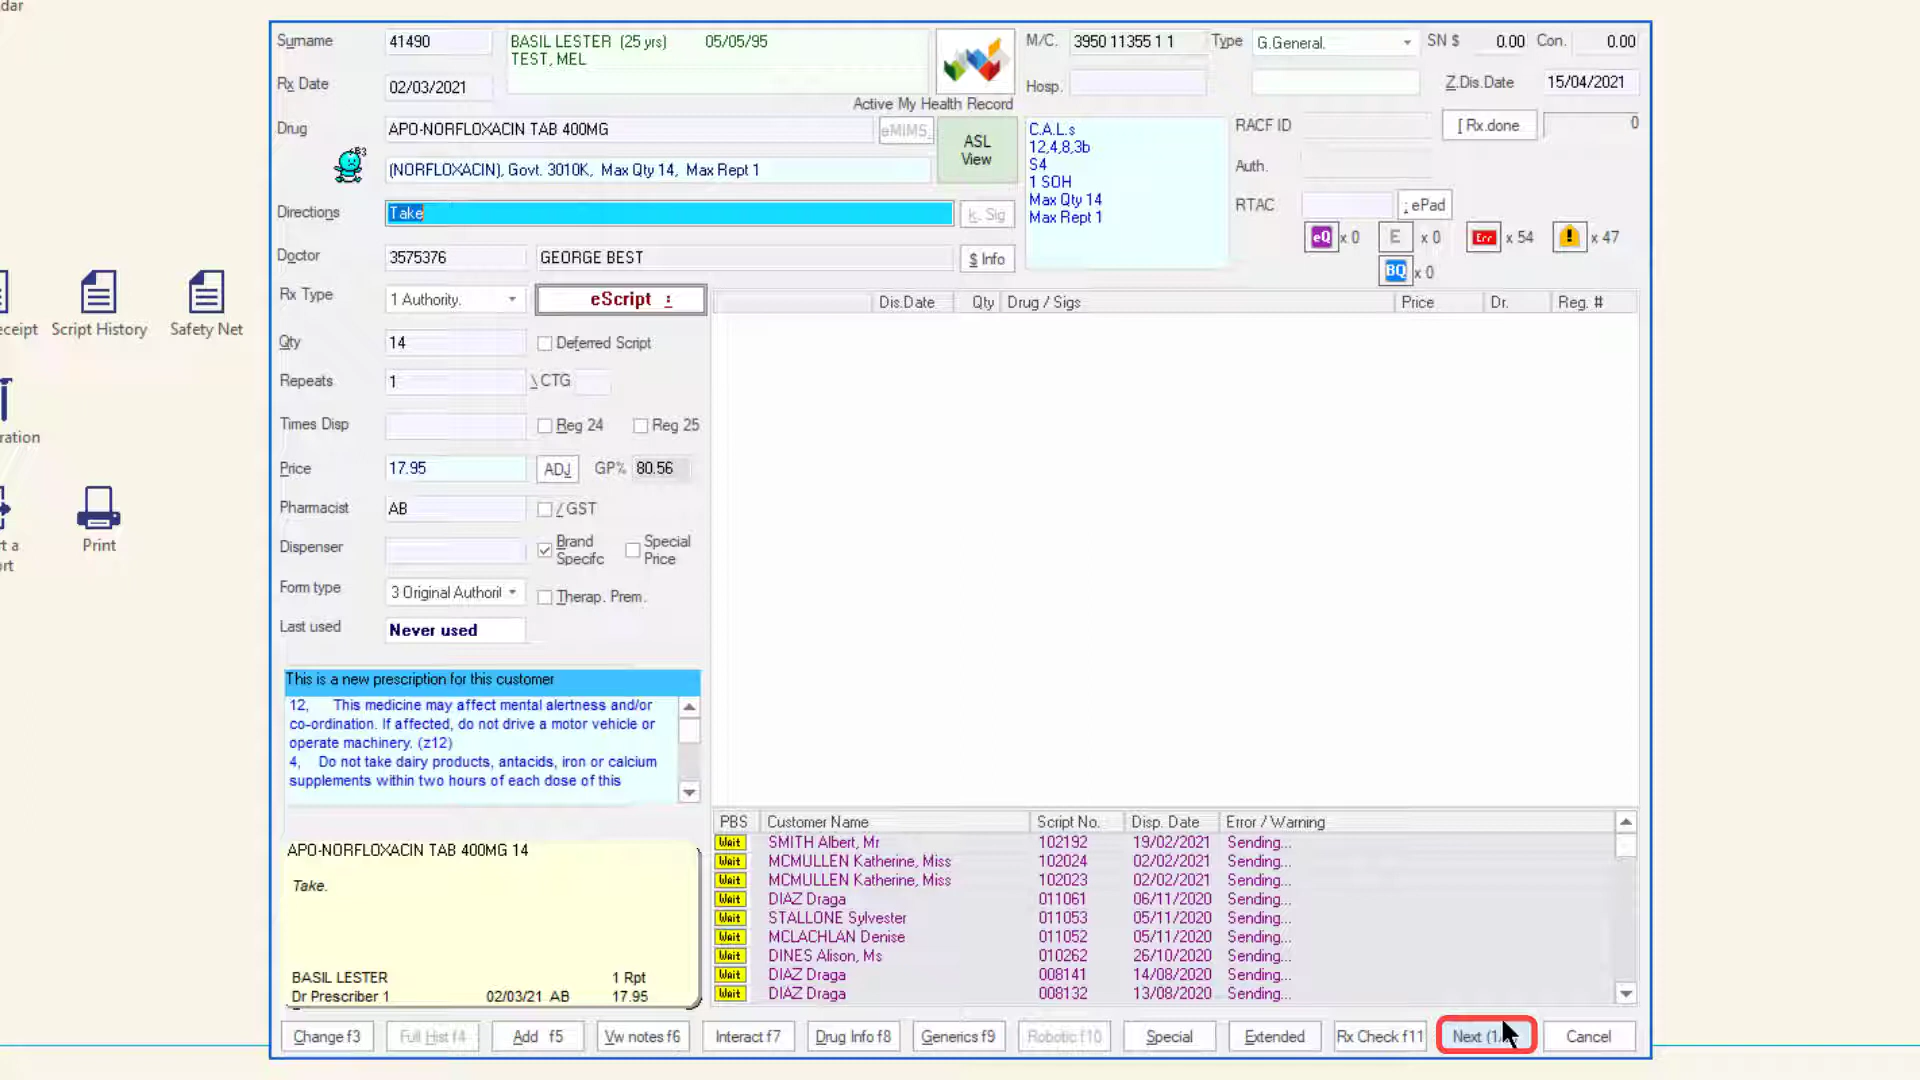 dar
Surname
41490
BASIL LESTER (25 yrs) 05/05/95
TEST, MEL
M/C.
3950 11355 1 1
Type
G.General.
SN $
0.00
Con.
0.00
Rx Date
02/03/2021
Active My Health Record
Hosp.
Z.Dis.Date
15/04/2021
Drug
APO-NORFLOXACIN TAB 400MG
eMIMS
ASL
View
C.A.L.s
12,4,8,3b
S4
1 SOH
Max Qty 14
Max Rept 1
RACF ID
[ Rx.done
0
(NORFLOXACIN), Govt. 3010K, Max Qty 14, Max Rept 1
Auth.
Directions
Take
k. Sig
RTAC
; ePad
eQ x 0
E x 0
Err x 54
! x 47
BQ x 0
Doctor
3575376
GEORGE BEST
$ Info
Rx Type
1 Authority.
eScript :
Dis.Date
Qty
Drug / Sigs
Price
Dr.
Reg. #
eceipt
Script History
Safety Net
Qty
14
Deferred Script
Repeats
1
\ CTG
Times Disp
Reg 24
Reg 25
ration
Price
17.95
ADJ
GP%
80.56
Pharmacist
AB
/ GST
Dispenser
Brand
Specifc
Special
Price
t a
ort
Print
Form type
3 Original Authorit
Therap. Prem.
Last used
Never used
This is a new prescription for this customer
12, This medicine may affect mental alertness and/or
co-ordination. If affected, do not drive a motor vehicle or
operate machinery. (z12)
4, Do not take dairy products, antacids, iron or calcium
supplements within two hours of each dose of this
APO-NORFLOXACIN TAB 400MG 14
Take.
BASIL LESTER 1 Rpt
Dr Prescriber 1 02/03/21 AB 17.95
PBS Customer Name Script No. Disp. Date Error / Warning
Wait SMITH Albert, Mr 102192 19/02/2021 Sending...
Wait MCMULLEN Katherine, Miss 102024 02/02/2021 Sending...
Wait MCMULLEN Katherine, Miss 102023 02/02/2021 Sending...
Wait DIAZ Draga 011061 06/11/2020 Sending...
Wait STALLONE Sylvester 011053 05/11/2020 Sending...
Wait MCLACHLAN Denise 011052 05/11/2020 Sending...
Wait DINES Alison, Ms 010262 26/10/2020 Sending...
Wait DIAZ Draga 008141 14/08/2020 Sending...
Wait DIAZ Draga 008132 13/08/2020 Sending...
Change f3
Full Hist f4
Add f5
Vw notes f6
Interact f7
Drug Info f8
Generics f9
Robotic f10
Special
Extended
Rx Check f11
Next (1
Cancel